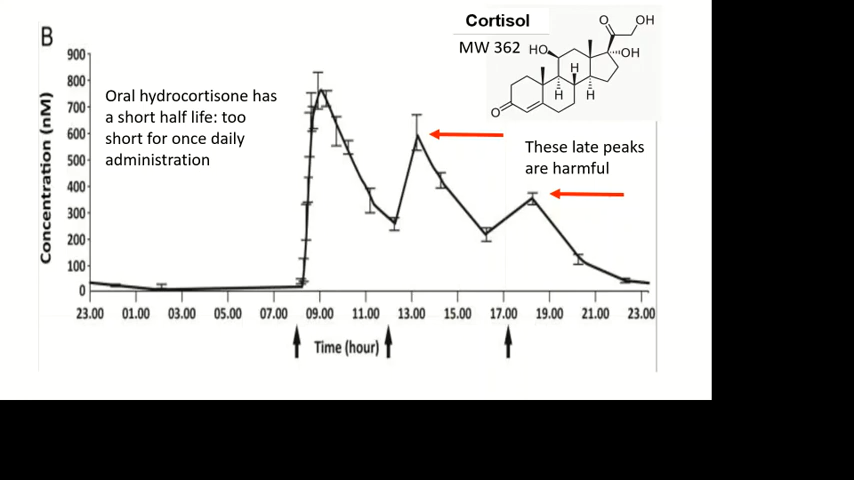 B
Cortisol
MW 362
O
OH
HO
OH
H
H
H
O
Concentration (nM)
900
800
700
600
500
400
300
200
100
0
Oral hydrocortisone has
a short half life: too
short for once daily
administration
These late peaks
are harmful
23.00 01.00 03.00 05.00 07.00 09.00 11.00 13.00 15.00 17.00 19.00 21.00 23.00
Time (hour)